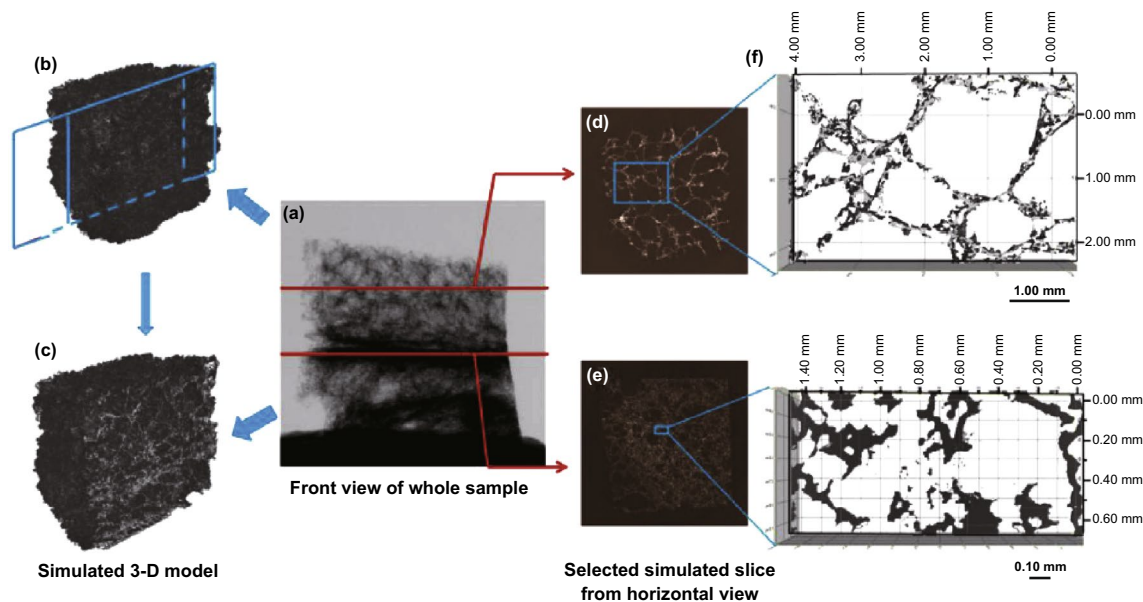 (b)
(c)
Simulated 3-D model
(a)
Front view of whole sample
(d)
(e)
Selected simulated slice
from horizontal view
(f)
4.00 mm
3.00 mm
2.00 mm
1.00 mm
0.00 mm
0.00 mm
1.00 mm
2.00 mm
1.00 mm
1.40 mm
1.20 mm
1.00 mm
0.80 mm
0.60 mm
0.40 mm
0.20 mm
0.00 mm
0.00 mm
0.20 mm
0.40 mm
0.60 mm
0.10 mm